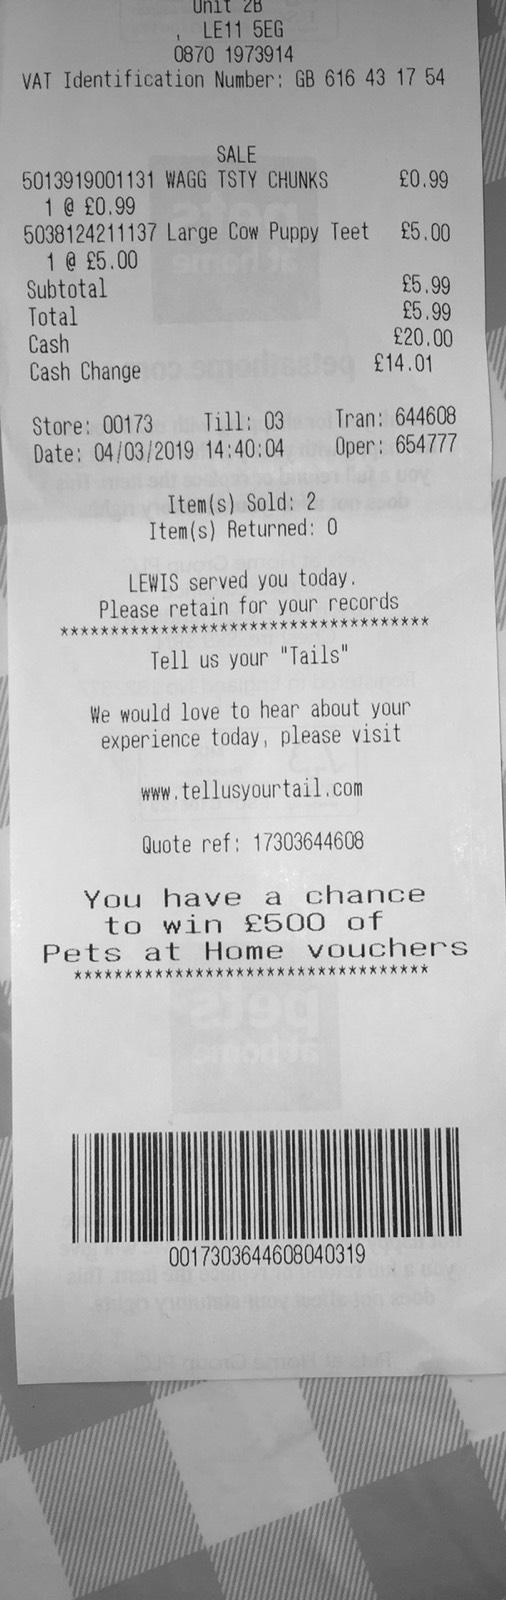 Unit 2B
, LE11 5EG
0870 1973914
VAT Identification Number: GB 616 43 17 54
SALE
5013919001131 WAGG TSTY CHUNKS £0.99
1 @ £0.99
5038124211137 Large Cow Puppy Teet £5.00
1 @ £5.00
Subtotal £5.99
Total £5.99
Cash £20.00
Cash Change £14.01
Store: 00173 Till: 03 Tran: 644608
Date: 04/03/2019 14:40:04 Oper: 654777
Item(s) Sold: 2
Item(s) Returned: 0
LEWIS served you today.
Please retain for your records
*************************************
Tell us your "Tails"
We would love to hear about your
experience today, please visit
www.tellusyourtail.com
Quote ref: 17303644608
You have a chance
to win £500 of
Pets at Home vouchers
*************************************
0017303644608040319